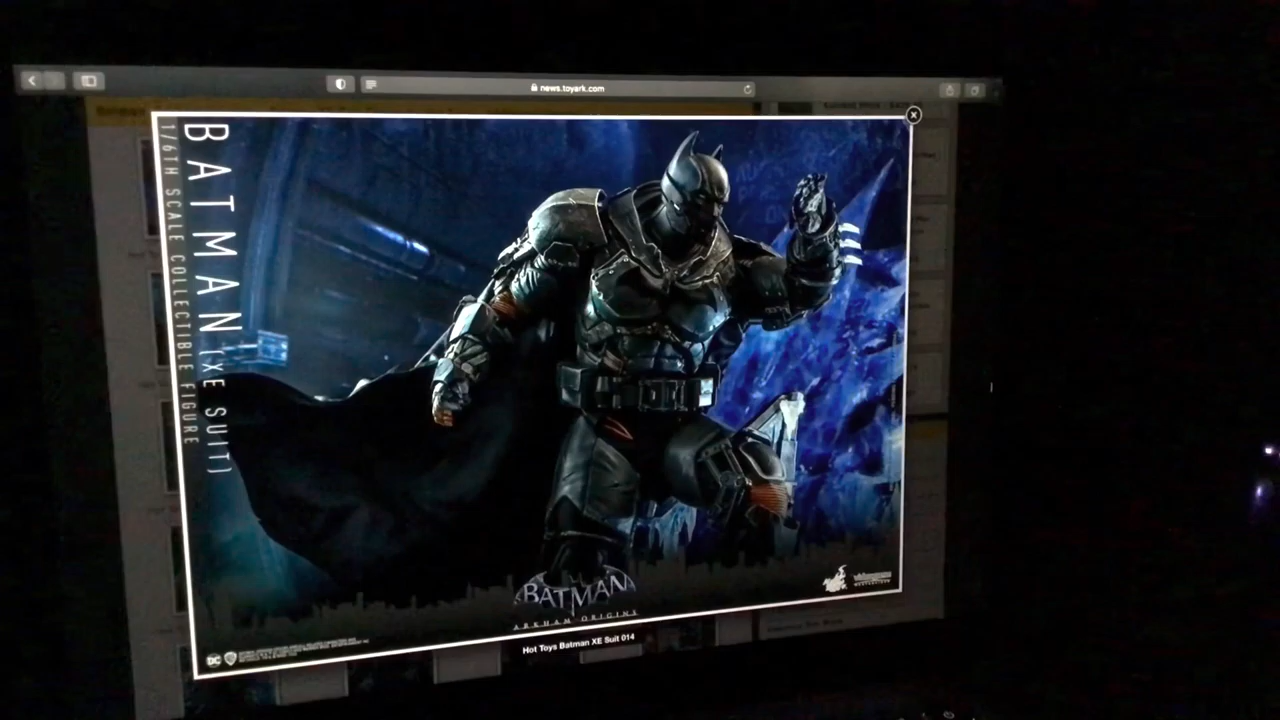 news.toyark.com
BATMAN (XE SUIT)
1/6TH SCALE COLLECTIBLE FIGURE
BATMAN
ARKHAM ORIGINS
DC
Hot Toys Batman XE Suit 014